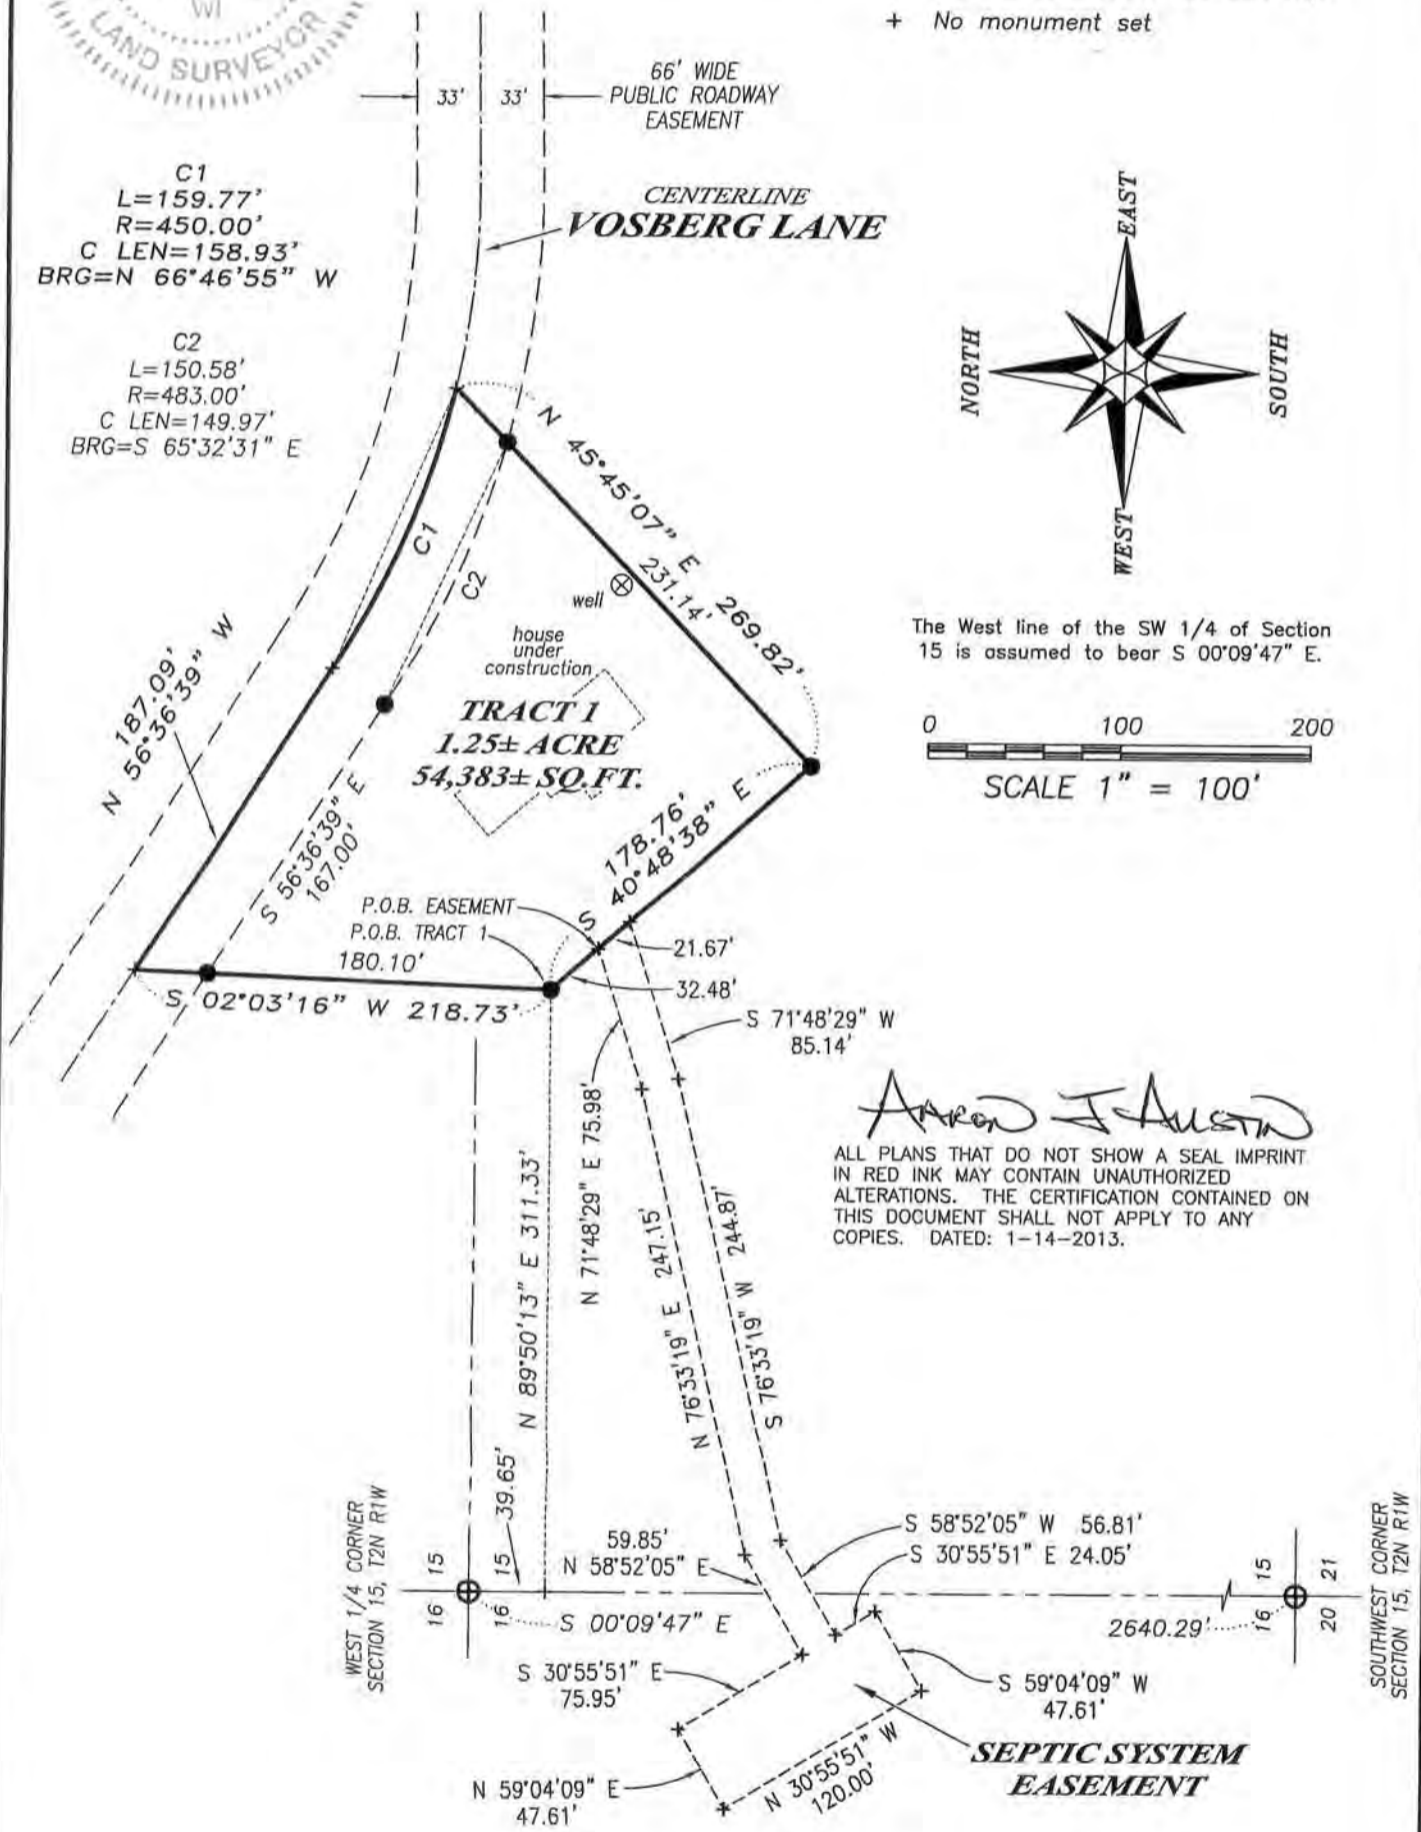 WI
LAND SURVEYOR
+ No monument set
33' 33'
66' WIDE
PUBLIC ROADWAY
EASEMENT
C1
L=159.77'
R=450.00'
C LEN=158.93'
BRG=N 66°46'55" W
CENTERLINE
VOSBERG LANE
C2
L=150.58'
R=483.00'
C LEN=149.97'
BRG=S 65°32'31" E
EAST
NORTH
SOUTH
WEST
N 45°45'07" E 269.82'
231.14'
C1
C2
well
house
under
construction
TRACT 1
1.25± ACRE
54,383± SQ.FT.
187.09'
N 56°36'39" W
S 56°36'39" E
167.00'
The West line of the SW 1/4 of Section
15 is assumed to bear S 00°09'47" E.
0 100 200
SCALE 1" = 100'
178.76'
S 40°48'38" E
P.O.B. EASEMENT
P.O.B. TRACT 1
180.10'
S 02°03'16" W 218.73'
21.67'
32.48'
S 71°48'29" W
85.14'
N 71°48'29" E 75.98'
AARON J AUSTIN
ALL PLANS THAT DO NOT SHOW A SEAL IMPRINT
IN RED INK MAY CONTAIN UNAUTHORIZED
ALTERATIONS. THE CERTIFICATION CONTAINED ON
THIS DOCUMENT SHALL NOT APPLY TO ANY
COPIES. DATED: 1-14-2013.
N 89°50'13" E 311.33'
N 76°33'19" E 247.15'
S 76°33'19" W 244.87'
39.65'
WEST 1/4 CORNER
SECTION 15, T2N R1W
16 15
16 15
59.85'
N 58°52'05" E
S 58°52'05" W 56.81'
S 30°55'51" E 24.05'
S 00°09'47" E
2640.29'
16 15
20 21
SOUTHWEST CORNER
SECTION 15, T2N R1W
S 30°55'51" E
75.95'
S 59°04'09" W
47.61'
SEPTIC SYSTEM
EASEMENT
N 59°04'09" E
47.61'
N 30°55'51" W
120.00'